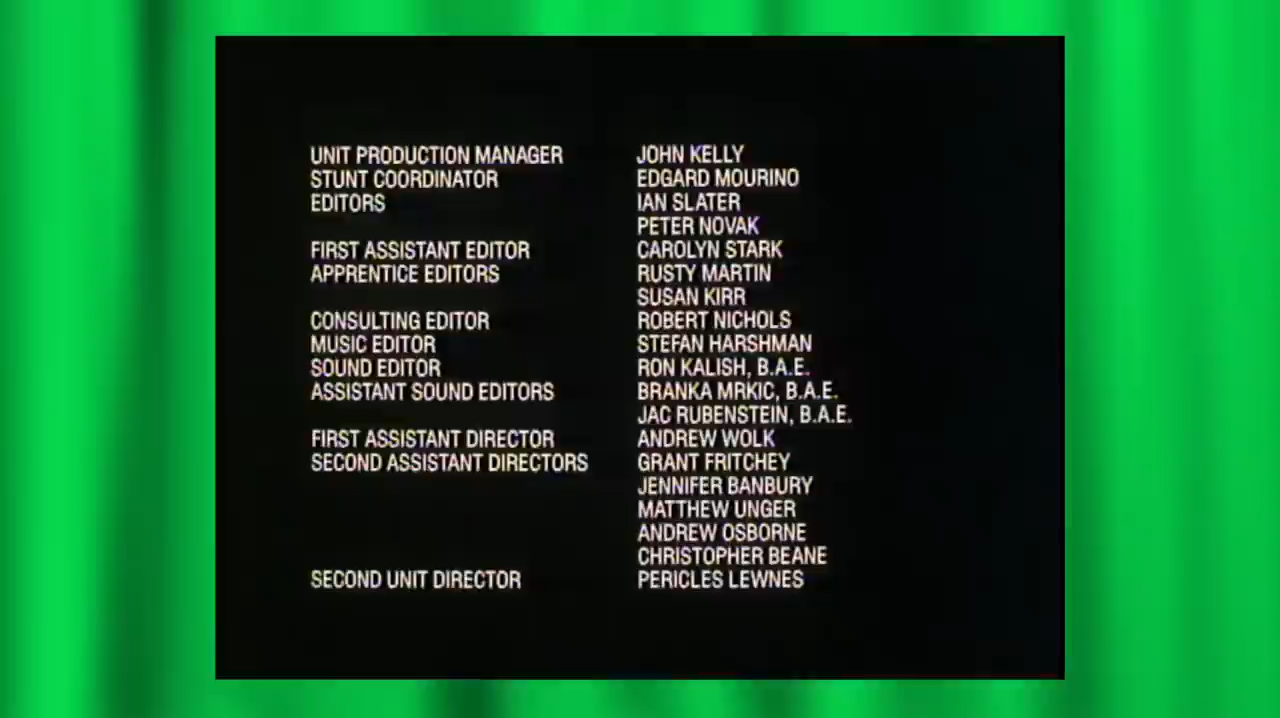 UNIT PRODUCTION MANAGER JOHN KELLY
STUNT COORDINATOR EDGARD MOURINO
EDITORS IAN SLATER
PETER NOVAK
FIRST ASSISTANT EDITOR CAROLYN STARK
APPRENTICE EDITORS RUSTY MARTIN
SUSAN KIRR
CONSULTING EDITOR ROBERT NICHOLS
MUSIC EDITOR STEFAN HARSHMAN
SOUND EDITOR RON KALISH, B.A.E.
ASSISTANT SOUND EDITORS BRANKA MRKIC, B.A.E.
JAC RUBENSTEIN, B.A.E.
FIRST ASSISTANT DIRECTOR ANDREW WOLK
SECOND ASSISTANT DIRECTORS GRANT FRITCHEY
JENNIFER BANBURY
MATTHEW UNGER
ANDREW OSBORNE
CHRISTOPHER BEANE
SECOND UNIT DIRECTOR PERICLES LEWNES